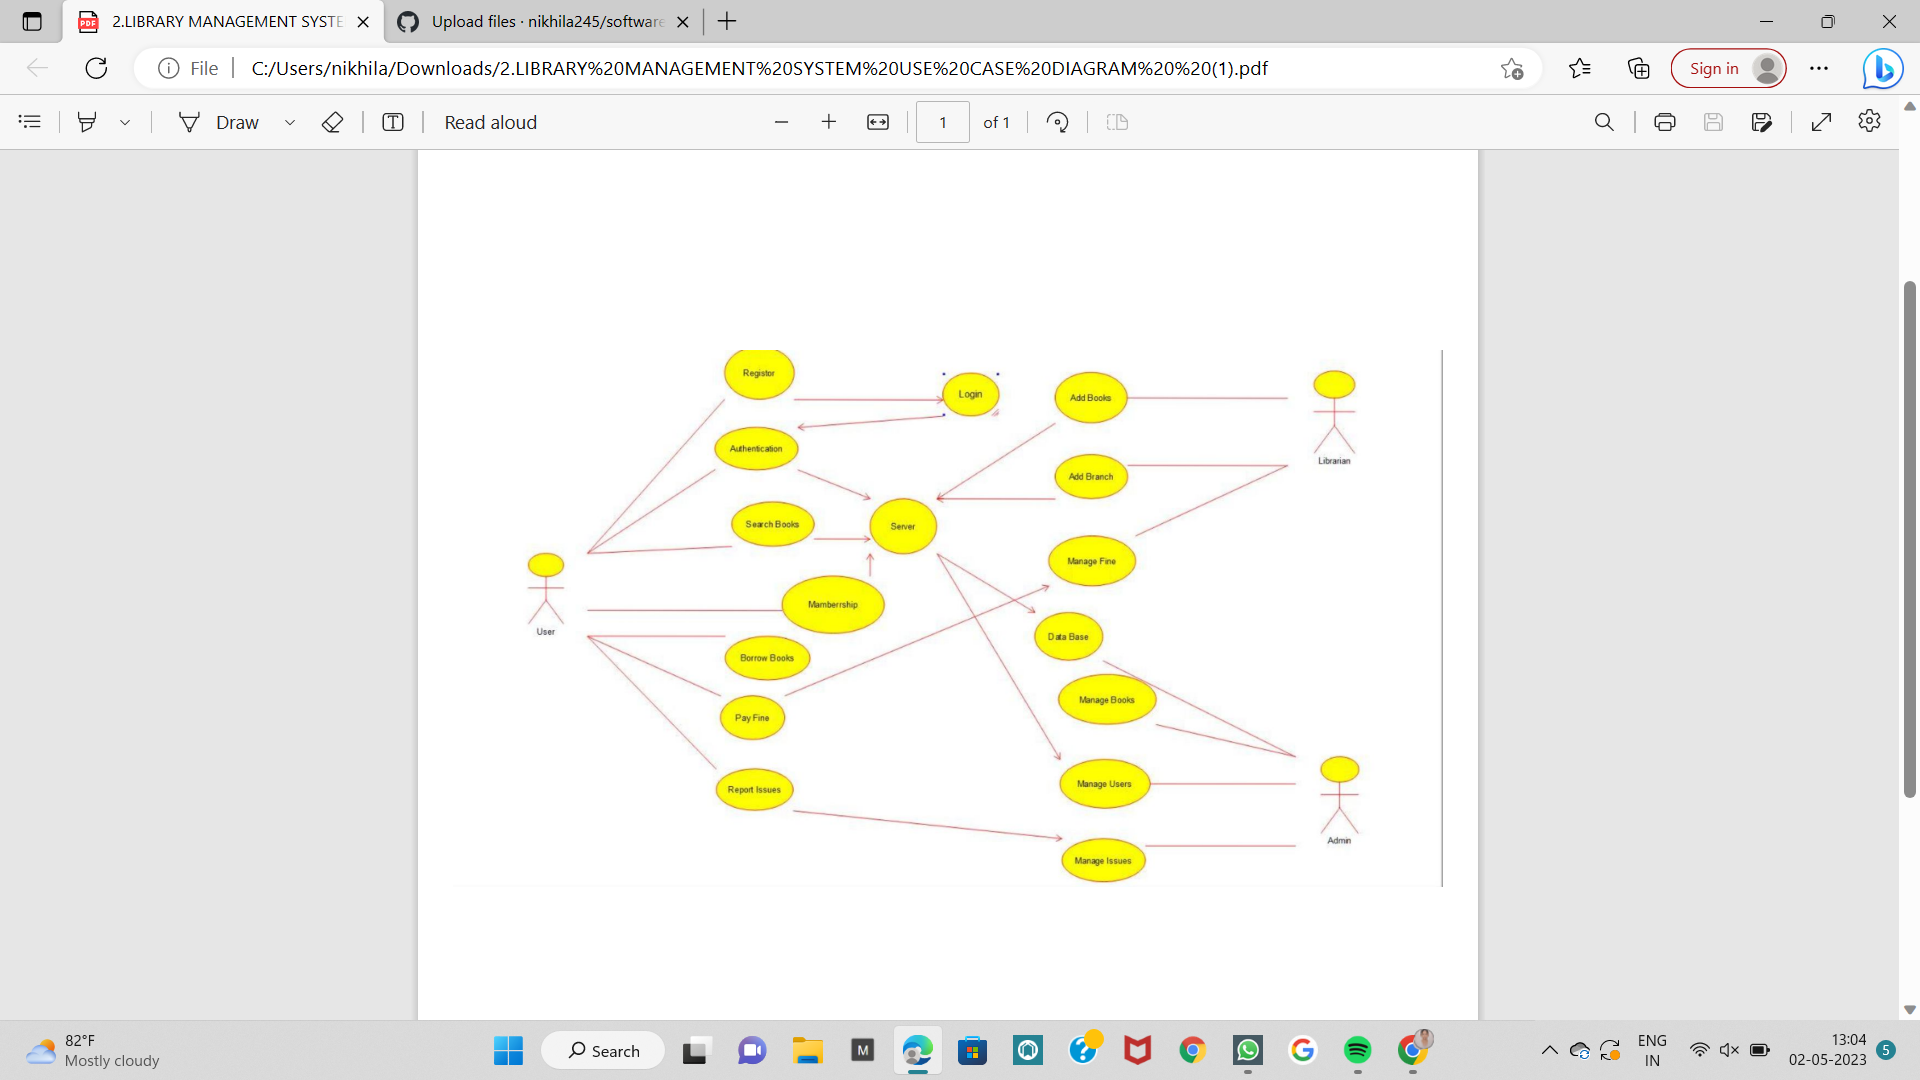 2.LIBRARY MANAGEMENT SYSTE
Upload files · nikhila245/software
File
C:/Users/nikhila/Downloads/2.LIBRARY%20MANAGEMENT%20SYSTEM%20USE%20CASE%20DIAGRAM%20%20(1).pdf
Sign in
Draw
Read aloud
1
of 1
Registor
Login
Add Books
Authentication
Librarian
Add Branch
Search Books
Server
Manage Fine
Mamberrship
User
Data Base
Borrow Books
Manage Books
Pay Fine
Manage Users
Report Issues
Admin
Manage Issues
82°F
Mostly cloudy
Search
M
ENG
IN
13:04
02-05-2023
5